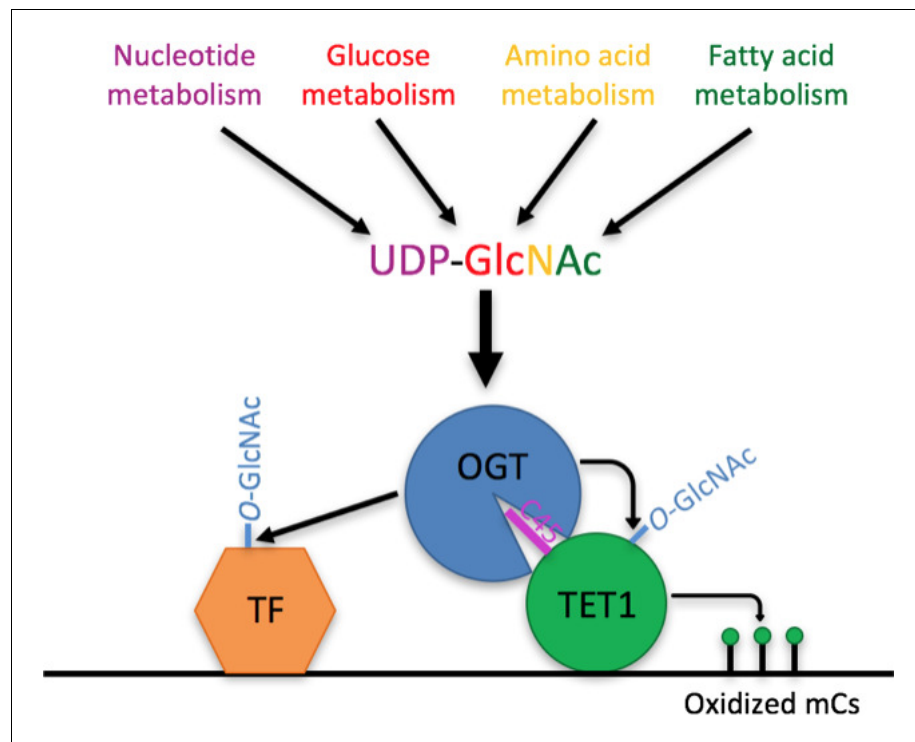 Nucleotide metabolism
Glucose metabolism
Amino acid metabolism
Fatty acid metabolism
UDP-GlcNAc
O-GlcNAc
OGT
C45
O-GlcNAc
TF
TET1
Oxidized mCs